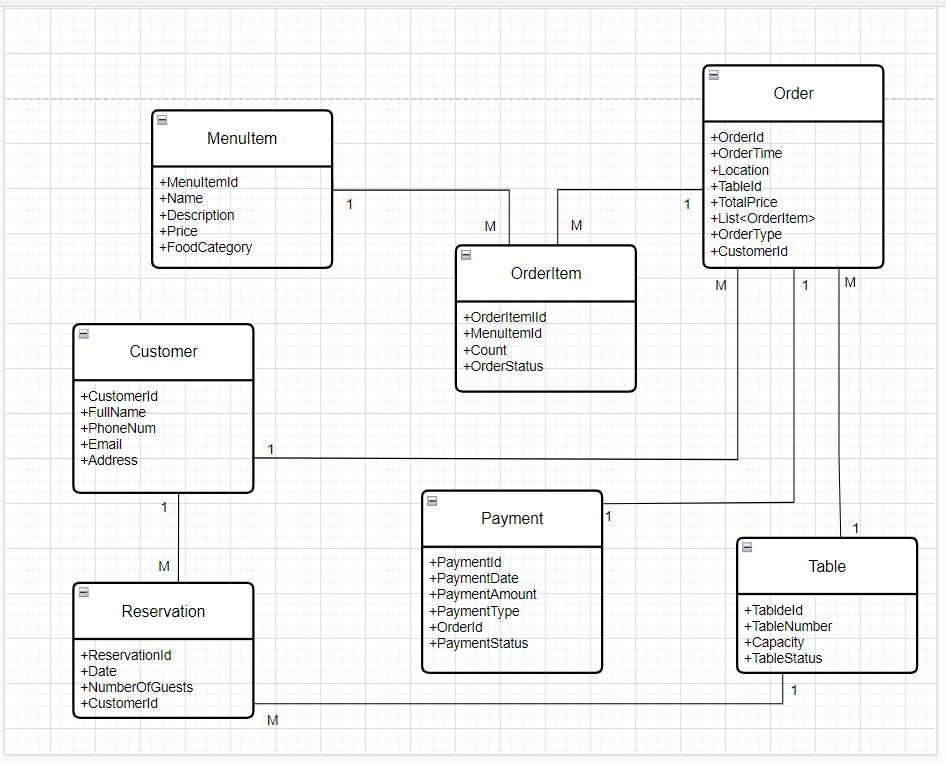 Order
+OrderId
+OrderTime
+Location
+TableId
+TotalPrice
+List<OrderItem>
+OrderType
+CustomerId
MenuItem
+MenuItemId
+Name
+Description
+Price
+FoodCategory
1
1
M
M
OrderItem
+OrderItemIId
+MenuItemId
+Count
+OrderStatus
M
1
M
Customer
+CustomerId
+FullName
+PhoneNum
+Email
+Address
1
1
M
Payment
+PaymentId
+PaymentDate
+PaymentAmount
+PaymentType
+OrderId
+PaymentStatus
1
1
Table
+TabldeId
+TableNumber
+Capacity
+TableStatus
1
Reservation
+ReservationId
+Date
+NumberOfGuests
+CustomerId
M